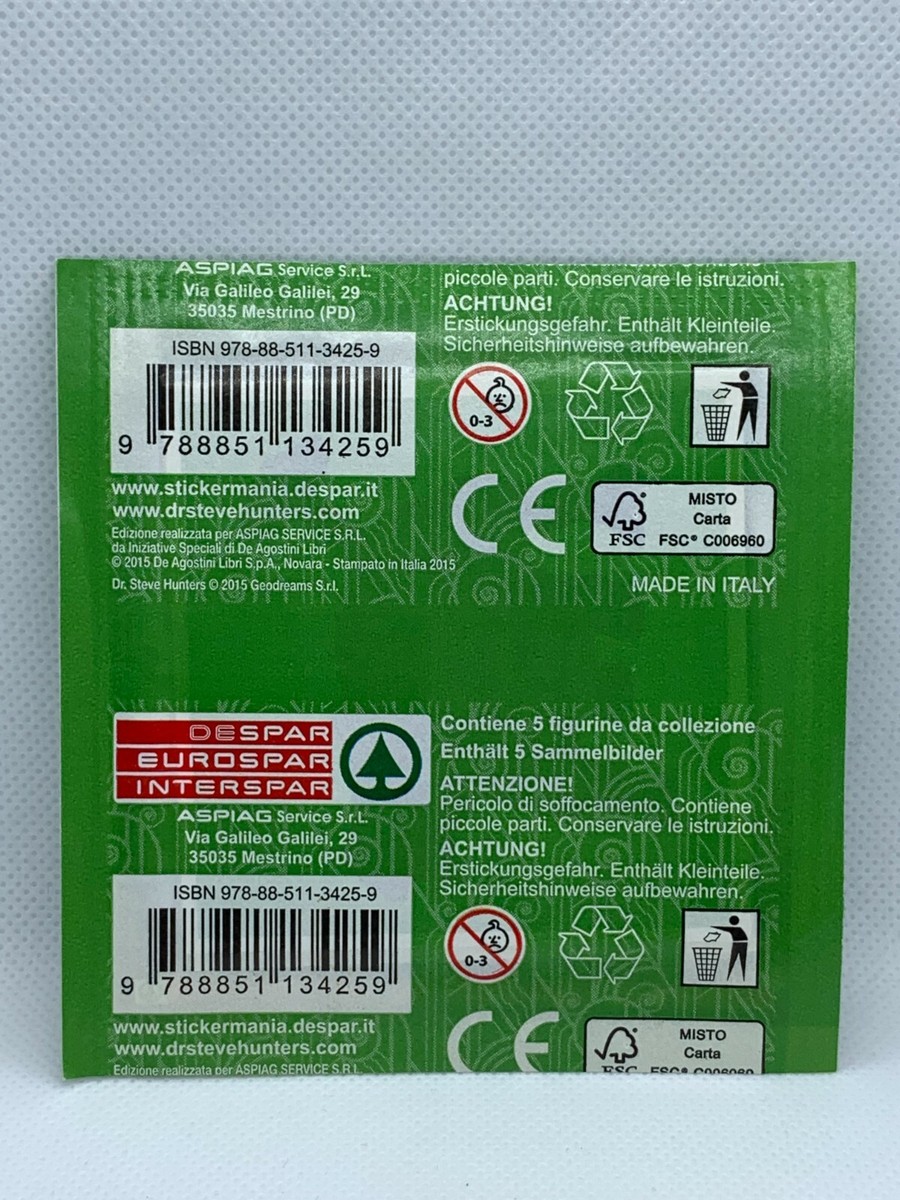 ASPIAG Service S.r.L.
Via Galileo Galilei, 29
35035 Mestrino (PD)
ISBN 978-88-511-3425-9
9 788851 134259
www.stickermania.despar.it
www.drstevehunters.com
Edizione realizzata per ASPIAG SERVICE S.R.L.
da Iniziative Speciali di De Agostini Libri
© 2015 De Agostini Libri S.p.A., Novara - Stampato in Italia 2015
Dr. Steve Hunters © 2015 Geodreams S.r.l.
piccole parti. Conservare le istruzioni.
ACHTUNG!
Erstickungsgefahr. Enthält Kleinteile.
Sicherheitshinweise aufbewahren.
0-3
CE
FSC
MISTO
Carta
FSC® C006960
MADE IN ITALY
DESPAR
EUROSPAR
INTERSPAR
ASPIAG Service S.r.L.
Via Galileo Galilei, 29
35035 Mestrino (PD)
ISBN 978-88-511-3425-9
9 788851 134259
www.stickermania.despar.it
www.drstevehunters.com
Edizione realizzata per ASPIAG SERVICE S.R.L.
Contiene 5 figurine da collezione
Enthält 5 Sammelbilder
ATTENZIONE!
Pericolo di soffocamento. Contiene
piccole parti. Conservare le istruzioni.
ACHTUNG!
Erstickungsgefahr. Enthält Kleinteile.
Sicherheitshinweise aufbewahren.
0-3
CE
FSC
MISTO
Carta
FSC® C006960